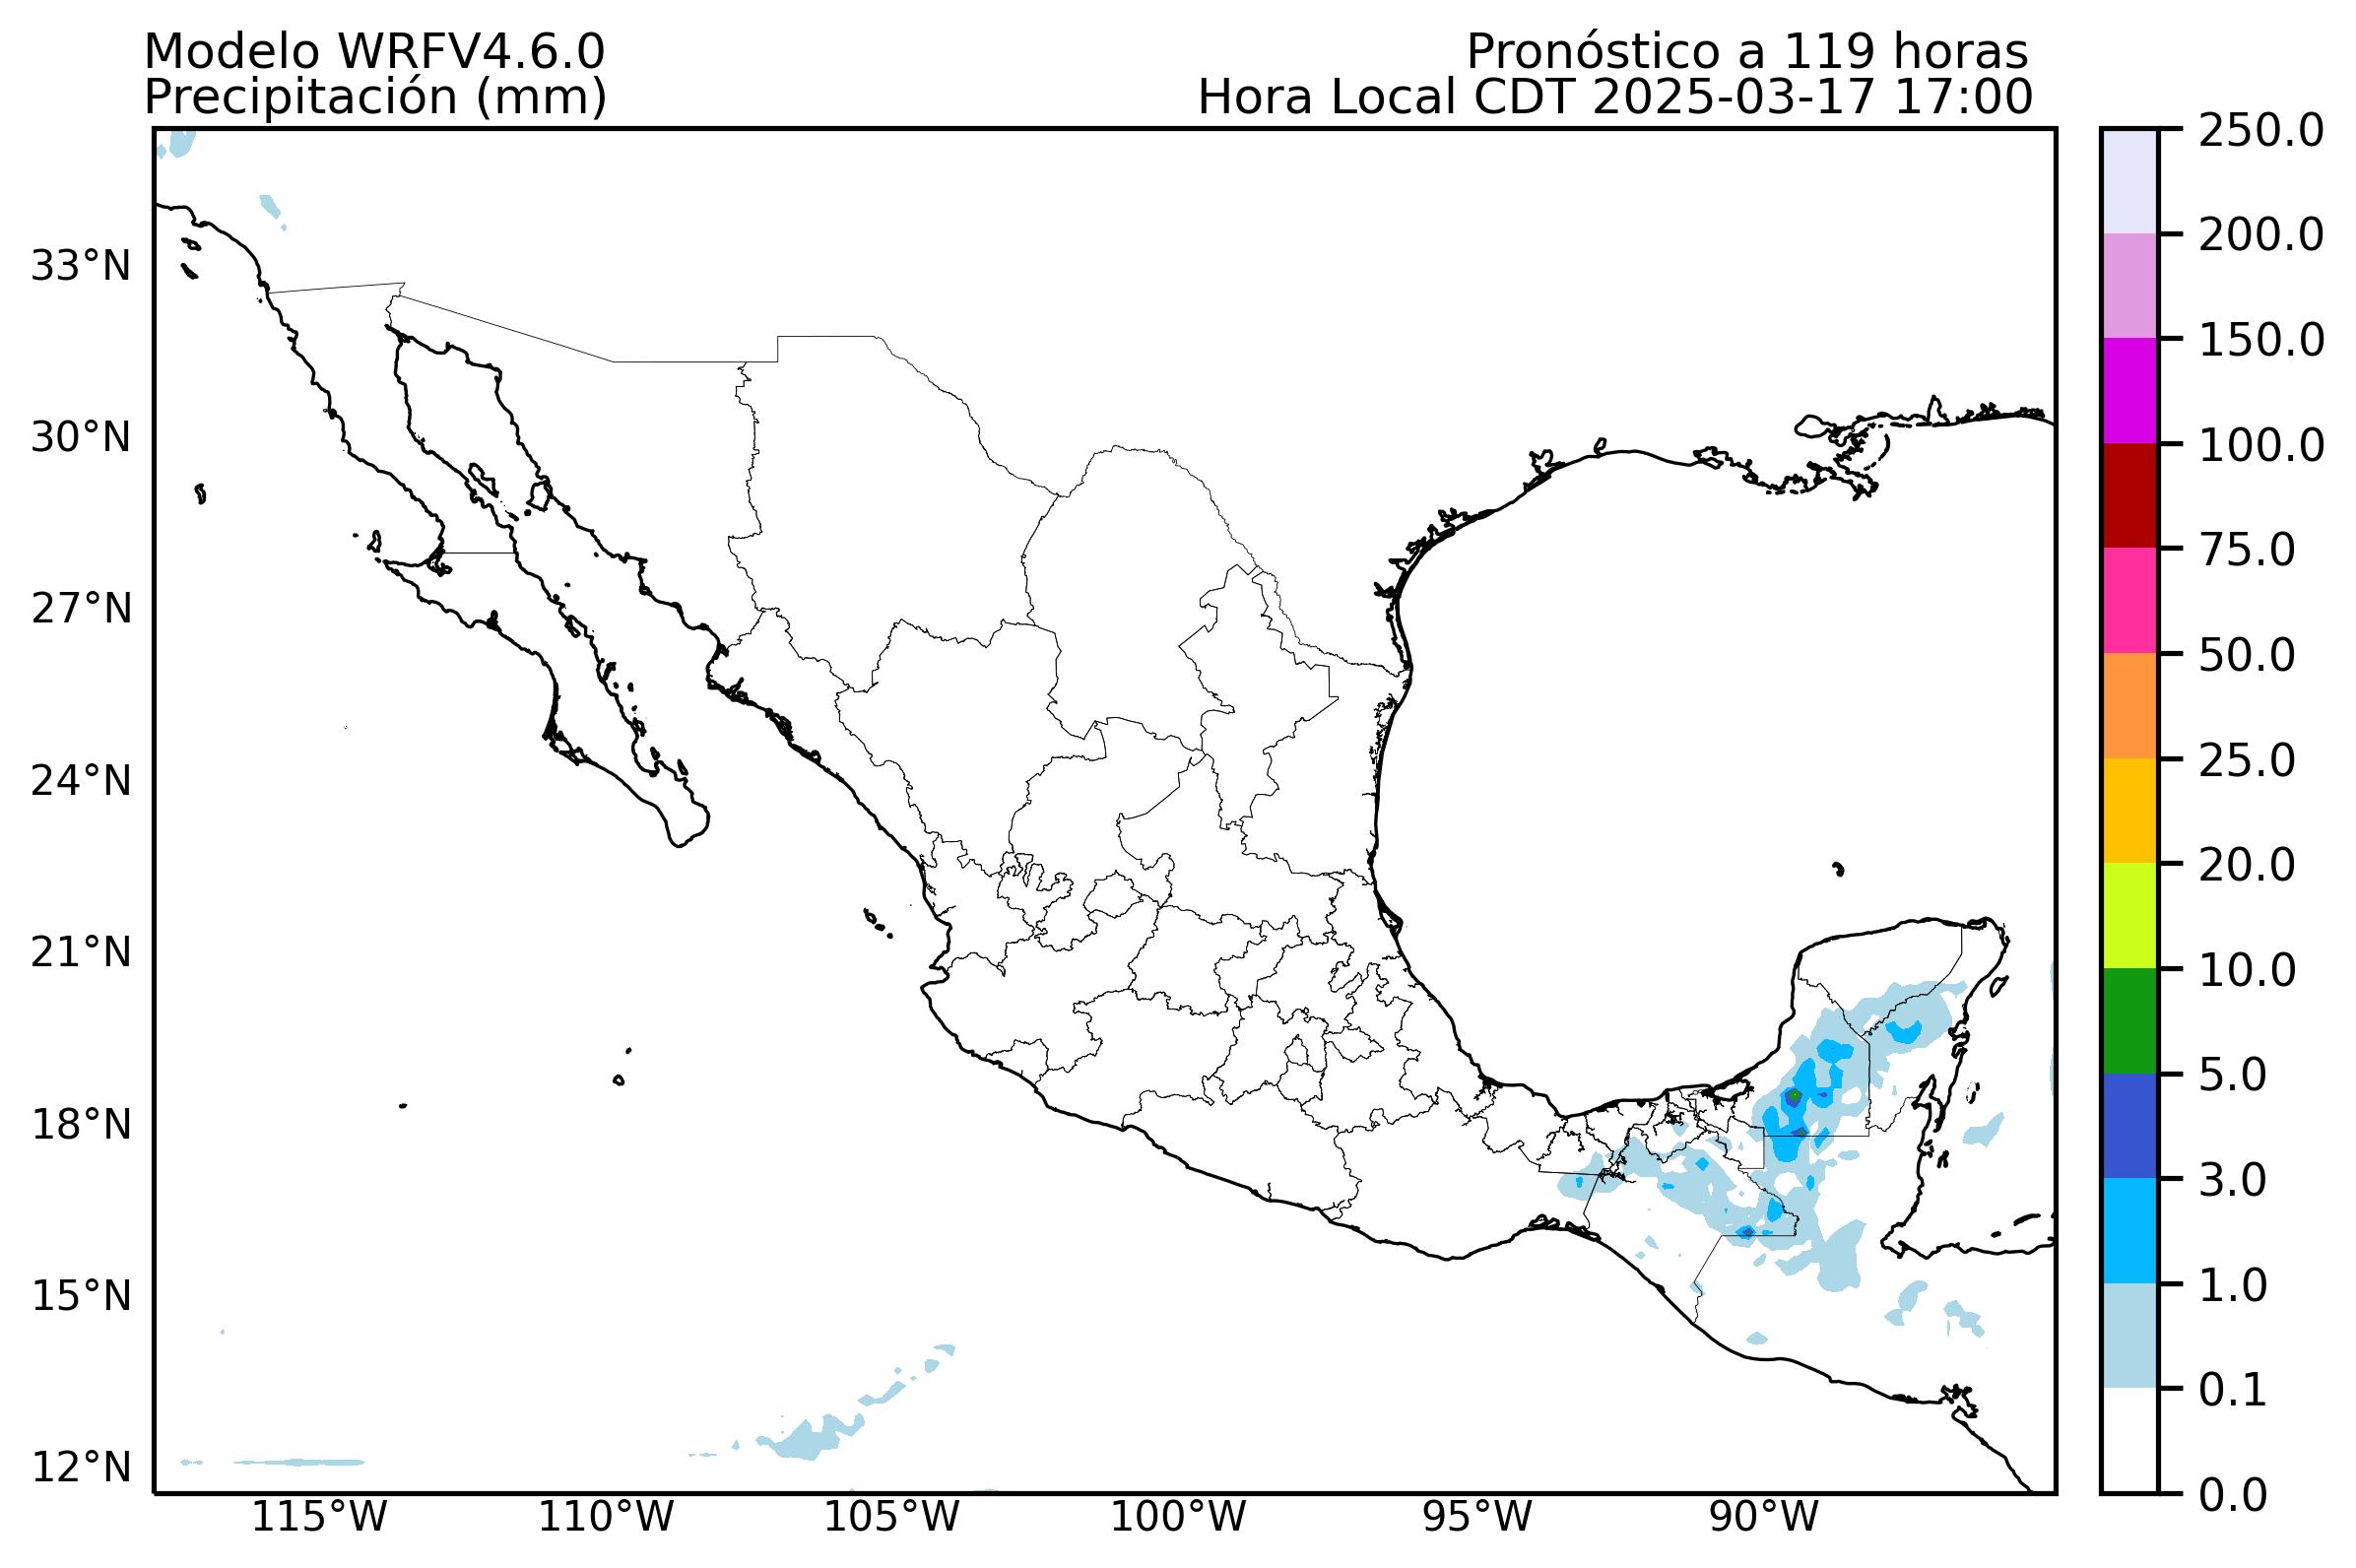 Modelo WRFV4.6.0
Precipitación (mm)
Pronóstico a 119 horas
Hora Local CDT 2025-03-17 17:00
33°N
30°N
27°N
24°N
21°N
18°N
15°N
12°N
115°W
110°W
105°W
100°W
95°W
90°W
250.0
200.0
150.0
100.0
75.0
50.0
25.0
20.0
10.0
5.0
3.0
1.0
0.1
0.0